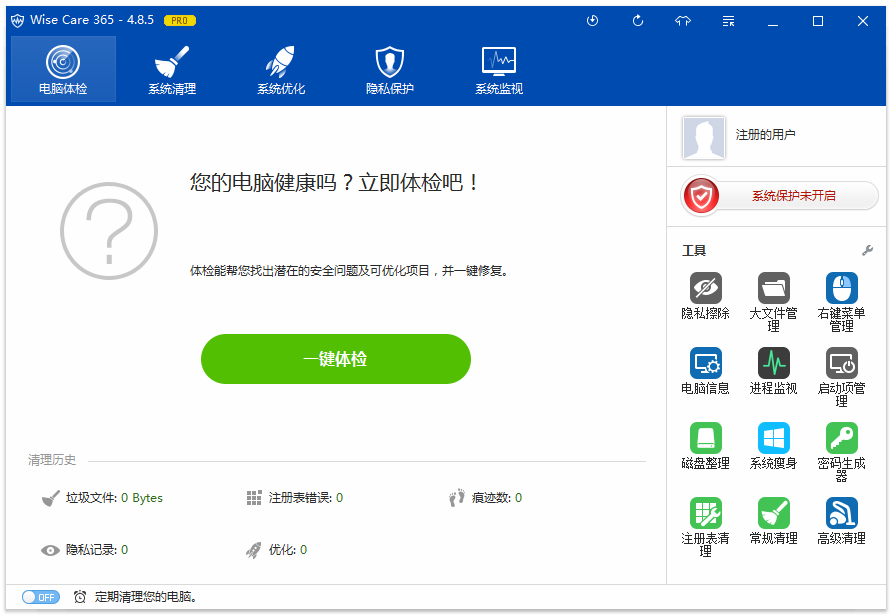 Wise Care 365 - 4.8.5 PRO
电脑体检 系统清理 系统优化 隐私保护 系统监视
注册的用户
您的电脑健康吗？立即体检吧！
系统保护未开启
体检能帮您找出潜在的安全问题及可优化项目，并一键修复。
一键体检
工具
隐私擦除
大文件管
理
右键菜单
管理
电脑信息
进程监视
启动项管
理
磁盘整理
系统瘦身
密码生成
器
注册表清
理
常规清理
高级清理
清理历史
垃圾文件: 0 Bytes
注册表错误: 0
痕迹数: 0
隐私记录: 0
优化: 0
OFF 定期清理您的电脑。